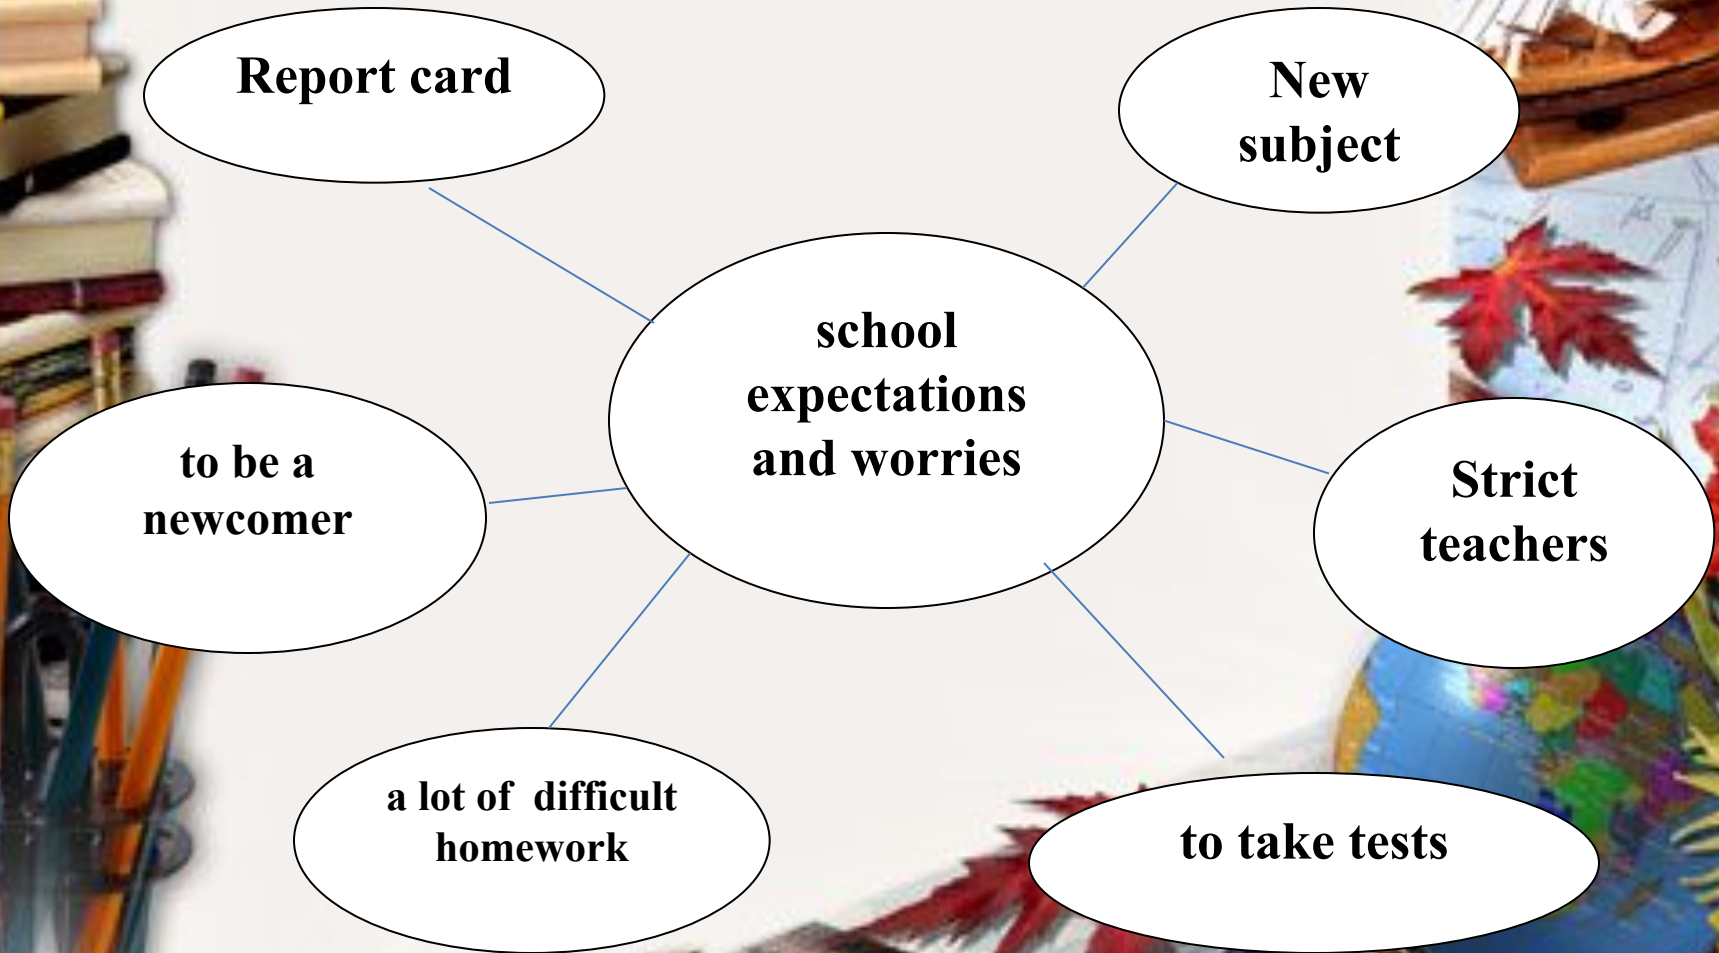 Report card
New
subject
school
expectations
and worries
to be a
newcomer
Strict
teachers
a lot of  difficult
homework
to take tests